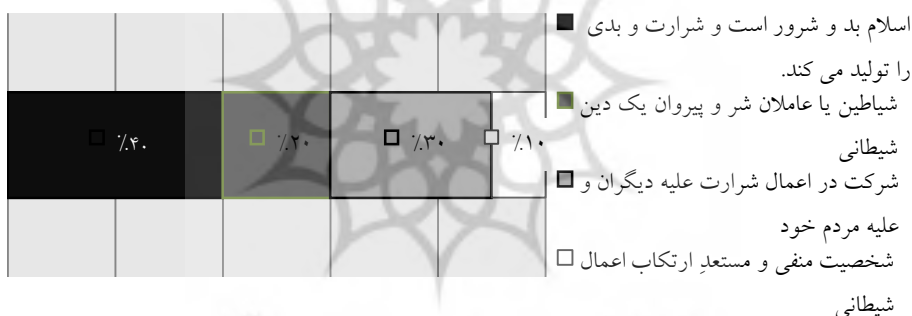 اسلام بد و شرور است و شرارت و بدی
را تولید می کند.
شیاطین یا عاملان شر و پیروان یک دین
شیطانی
شرکت در اعمال شرارت علیه دیگران و
علیه مردم خود
شخصیت منفی و مستعدِ ارتکاب اعمال
شیطانی
٪۱۰
٪۳۰
٪۲۰
٪۴۰